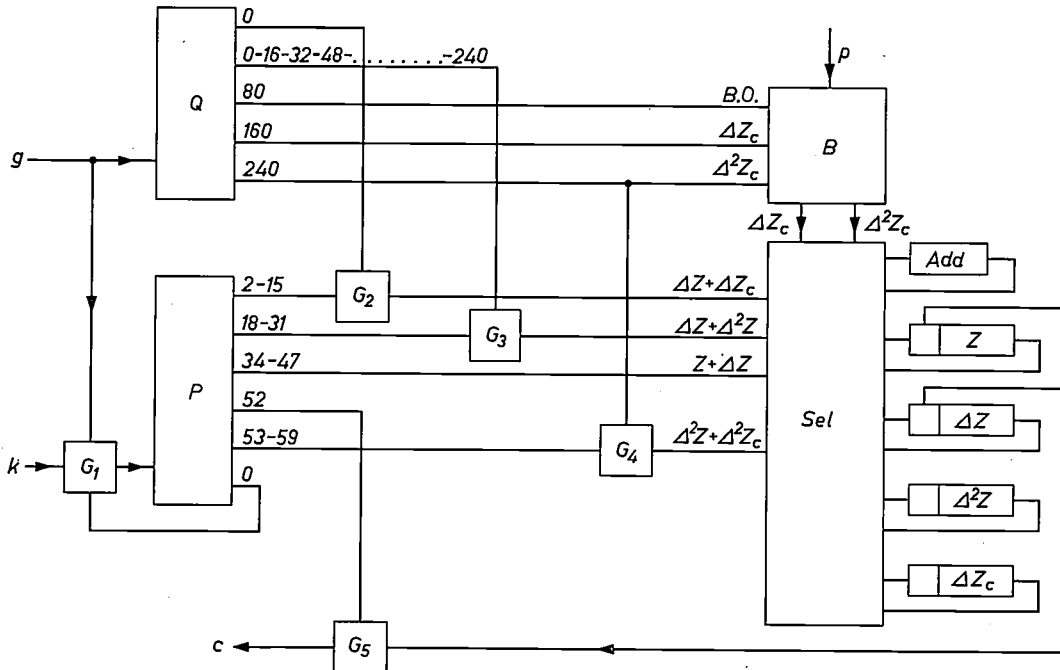 0
0-16-32-48-.........-240
p
Q
80
B.O.
160
ΔZc
B
g
240
Δ²Zc
ΔZc
Δ²Zc
Add
2-15
G2
ΔZ+ΔZc
18-31
G3
ΔZ+Δ²Z
Z
34-47
Z+ΔZ
P
52
Sel
ΔZ
53-59
G4
Δ²Z+Δ²Zc
k
G1
0
Δ²Z
ΔZc
c
G5